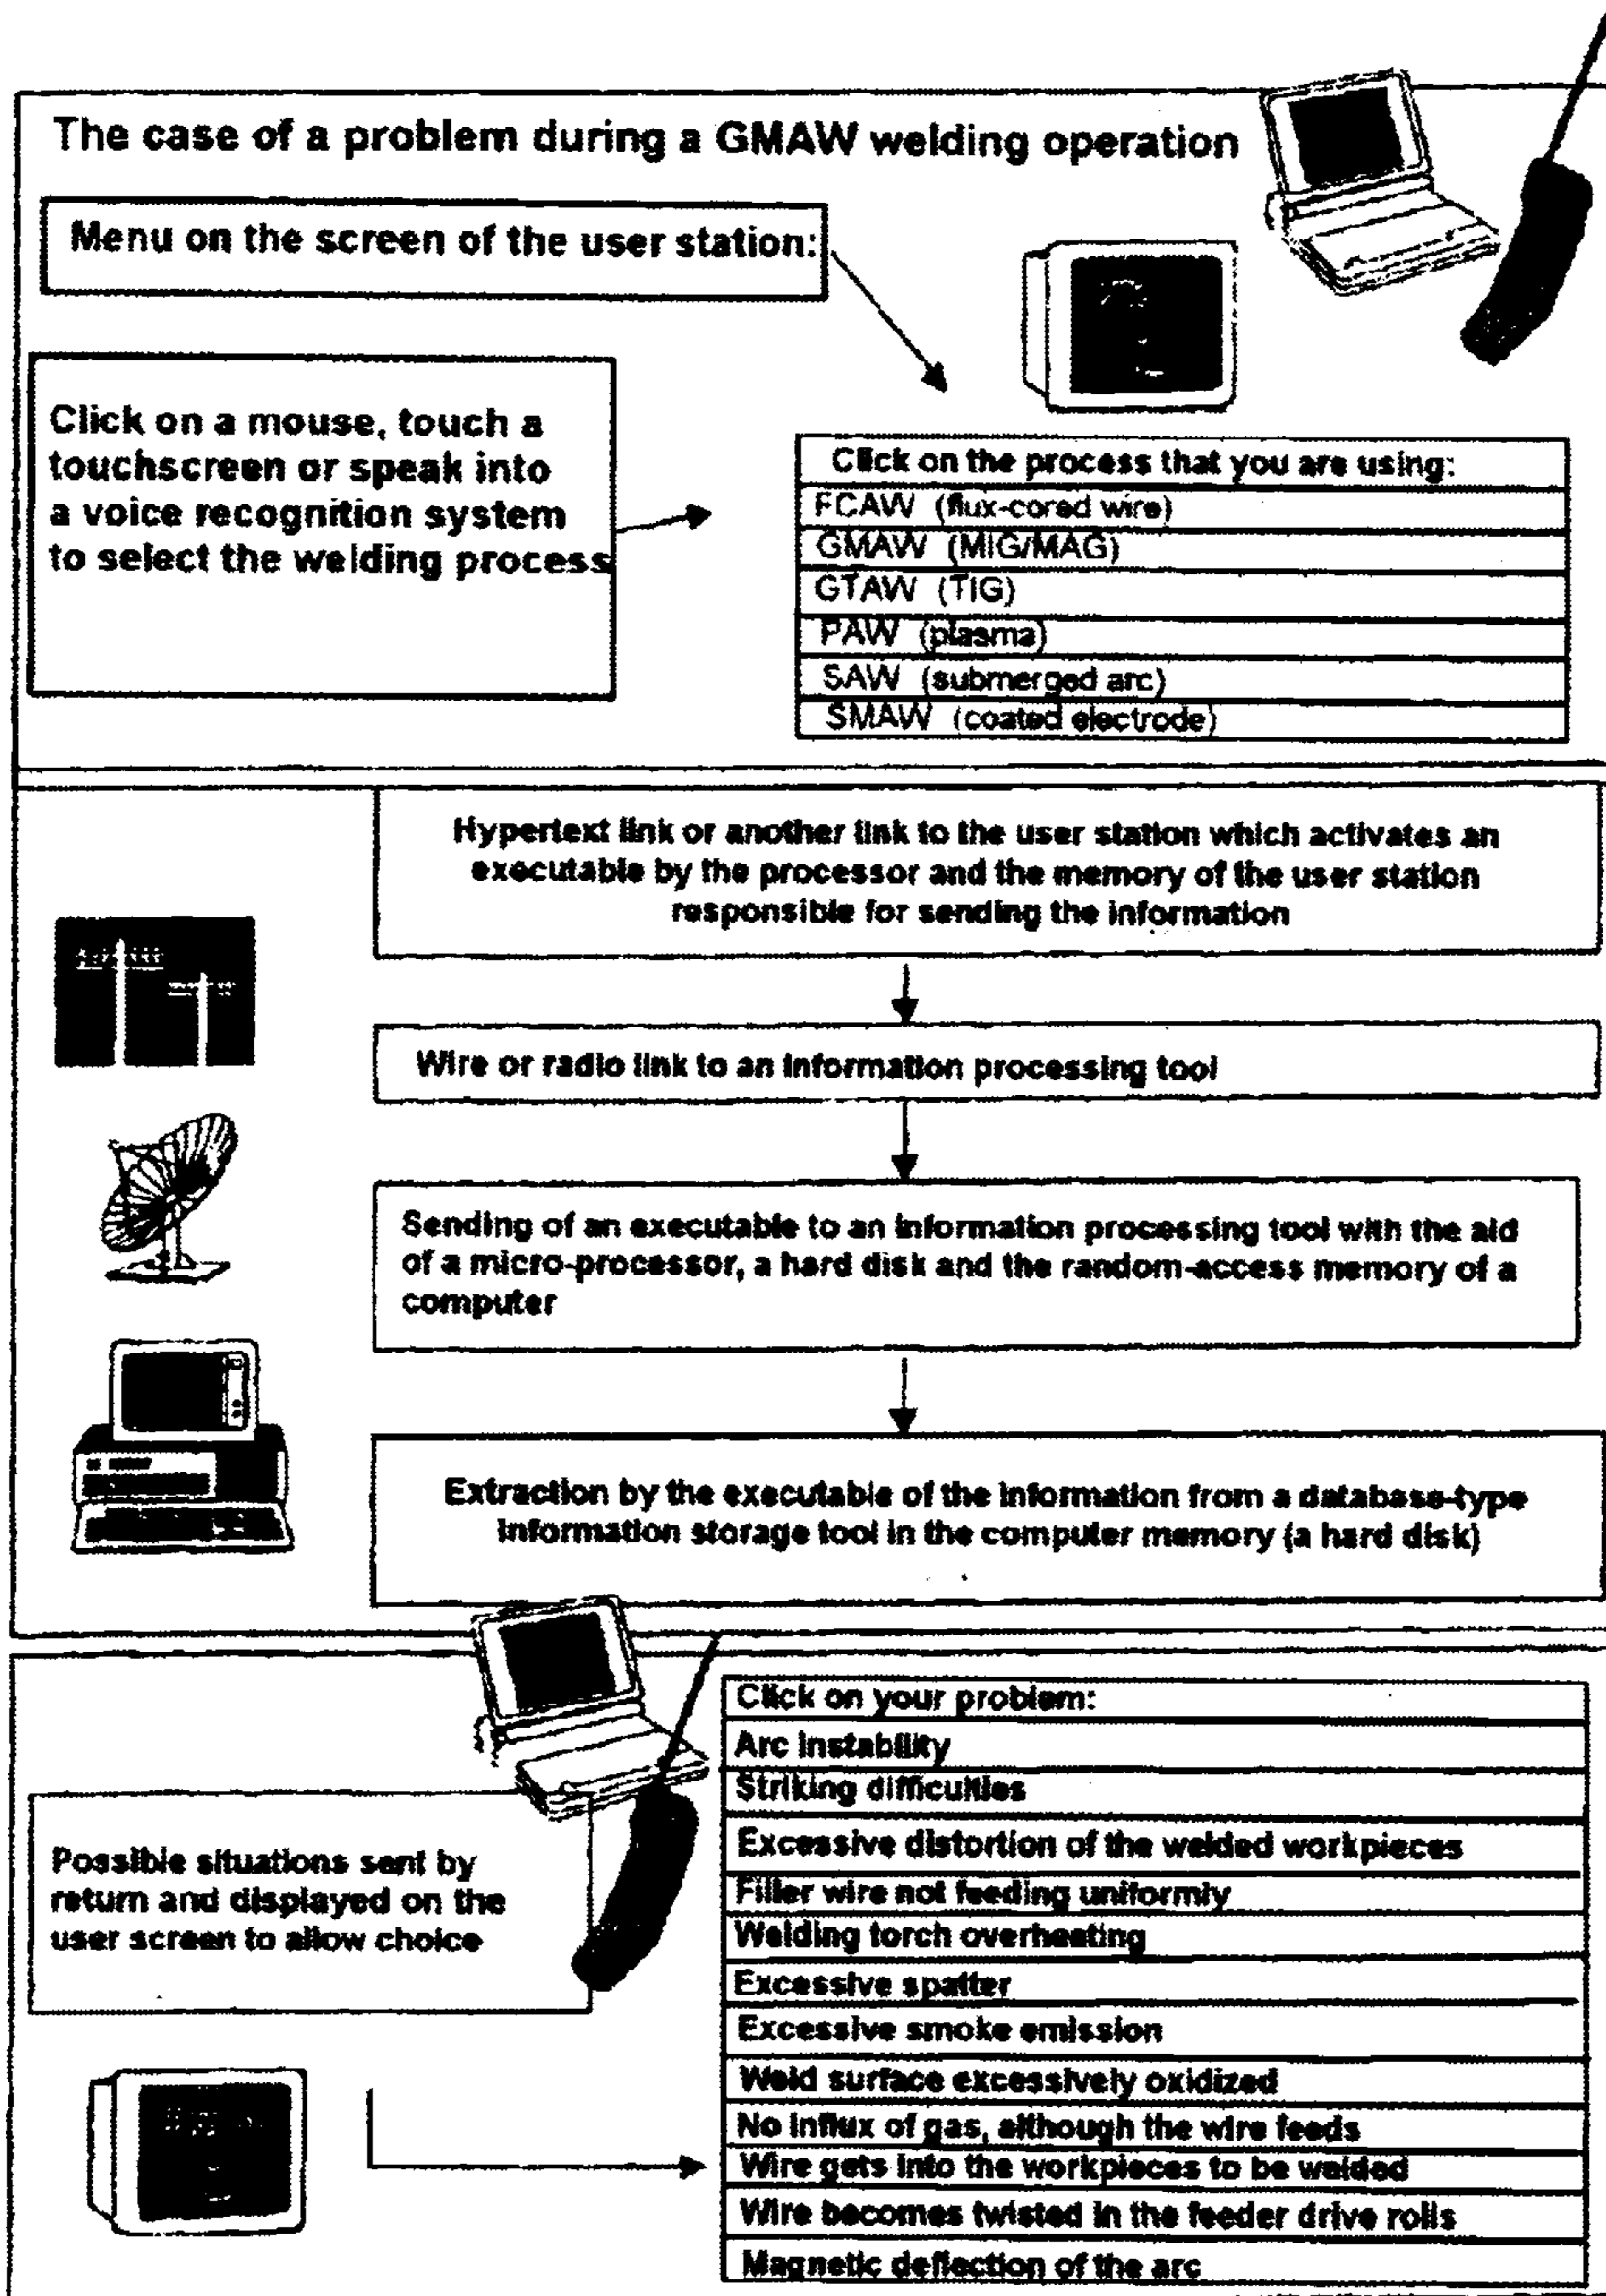 The case of a problem during a GMAW welding operation
Menu on the screen of the user station:
Click on a mouse, touch a
touchscreen or speak into
a voice recognition system
to select the welding process
Click on the process that you are using:
FCAW (flux-cored wire)
GMAW (MIG/MAG)
GTAW (TIG)
PAW (plasma)
SAW (submerged arc)
SMAW (coated electrode)
Hypertext link or another link to the user station which activates an
executable by the processor and the memory of the user station
responsible for sending the information
Wire or radio link to an information processing tool
Sending of an executable to an information processing tool with the aid
of a micro-processor, a hard disk and the random-access memory of a
computer
Extraction by the executable of the information from a database-type
information storage tool in the computer memory (a hard disk)
Possible situations sent by
return and displayed on the
user screen to allow choice
Click on your problem:
Arc instability
Striking difficulties
Excessive distortion of the welded workpieces
Filler wire not feeding uniformly
Welding torch overheating
Excessive spatter
Excessive smoke emission
Weld surface excessively oxidized
No influx of gas, although the wire feeds
Wire gets into the workpieces to be welded
Wire becomes twisted in the feeder drive rolls
Magnetic deflection of the arc